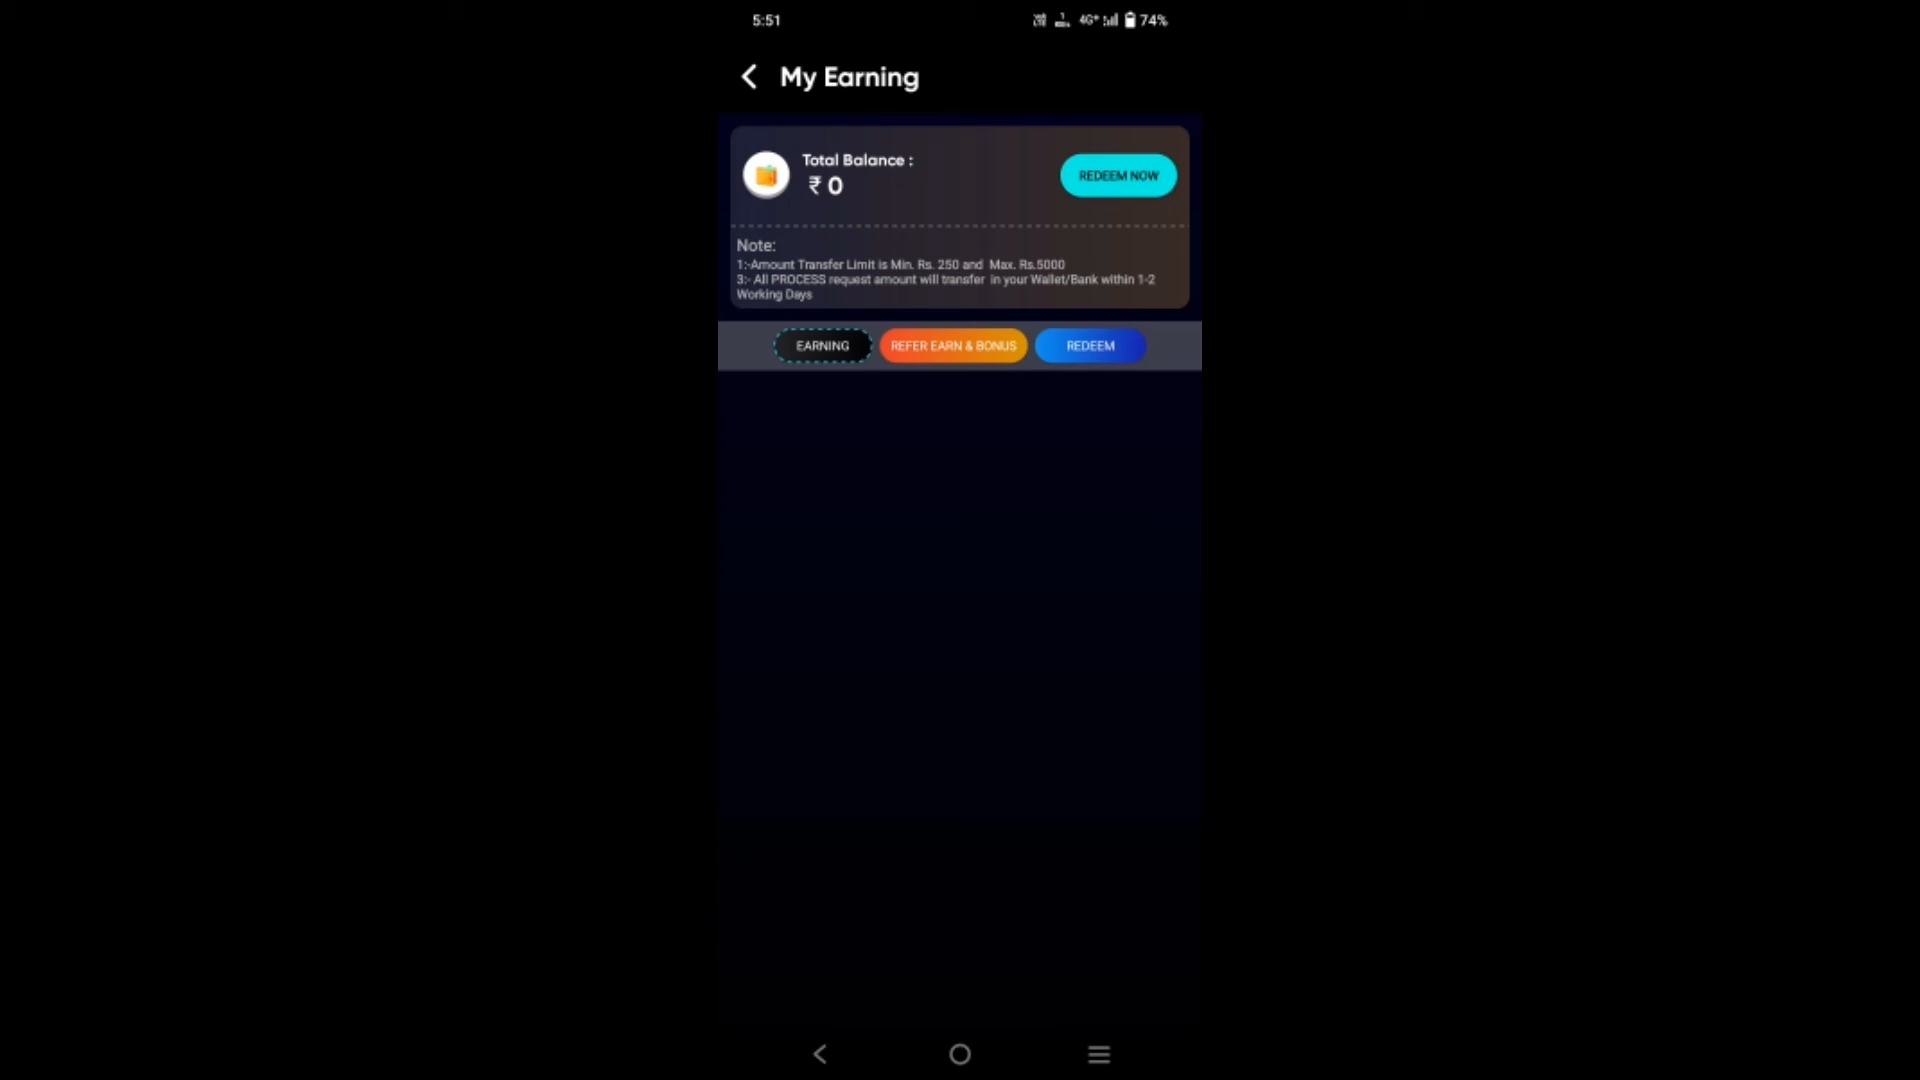 5:51
4G+ 74%
My Earning
Total Balance :
₹ 0
REDEEM NOW
Note:
1:-Amount Transfer Limit is Min. Rs. 250 and Max. Rs.5000
3:- All PROCESS request amount will transfer in your Wallet/Bank within 1-2
Working Days
EARNING
REFER EARN & BONUS
REDEEM